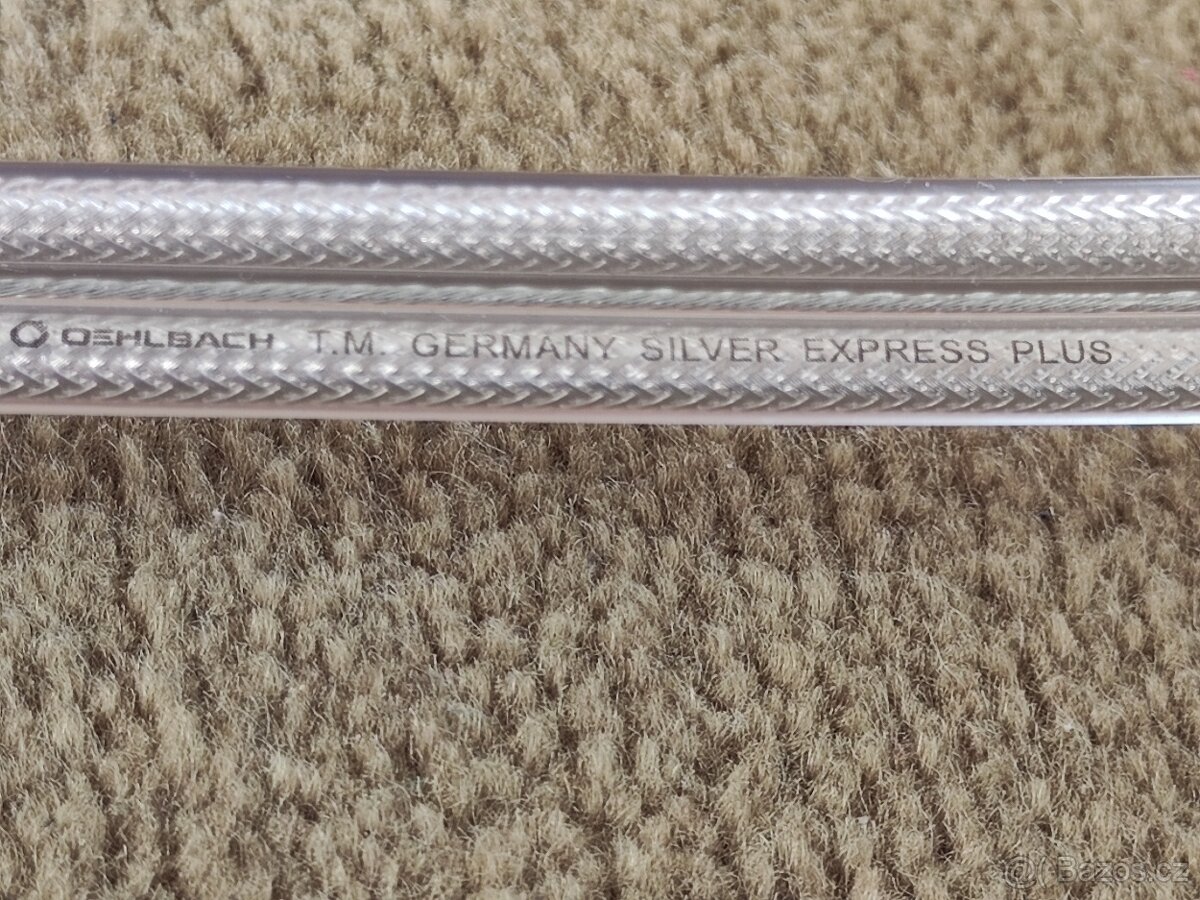 OEHLBACH T.M. GERMANY SILVER EXPRESS PLUS
@ Bazos.cz